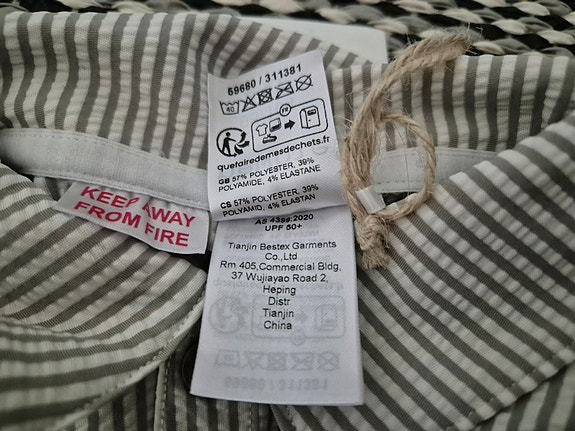 59680 / 311381
40
FR
quefairedemesdechets.fr
GB 57% POLYESTER, 39%
POLYAMIDE, 4% ELASTANE
CS 57% POLYESTER, 39%
POLYAMID, 4% ELASTAN
AS 4399:2020
UPF 50+
Tianjin Bestex Garments
Co.,Ltd
Rm 405,Commercial Bldg,
37 Wujiayao Road 2,
Heping
Distr
Tianjin
China
KEEP AWAY
FROM FIRE